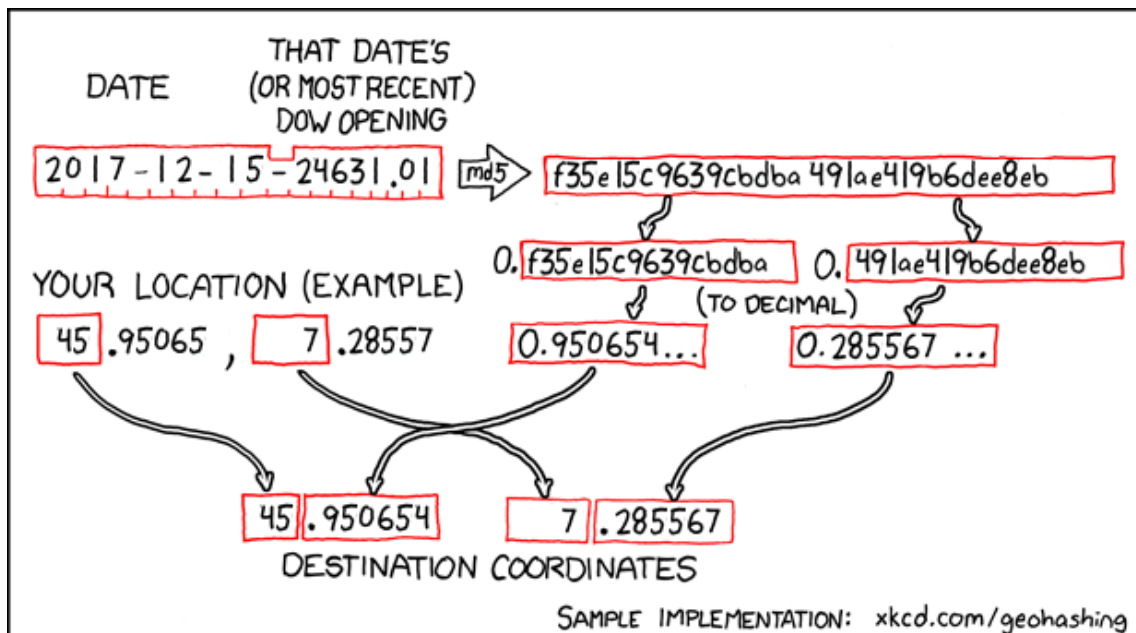 DATE
THAT DATE'S
(OR MOST RECENT)
DOW OPENING
2017-12-15-24631.01
md5
f35e15c9639cbdba491ae419b6dee8eb
0.f35e15c9639cbdba
0.491ae419b6dee8eb
(TO DECIMAL)
YOUR LOCATION (EXAMPLE)
45.95065, 7.28557
0.950654...
0.285567 ...
45.950654
7.285567
DESTINATION COORDINATES
SAMPLE IMPLEMENTATION: xkcd.com/geohashing